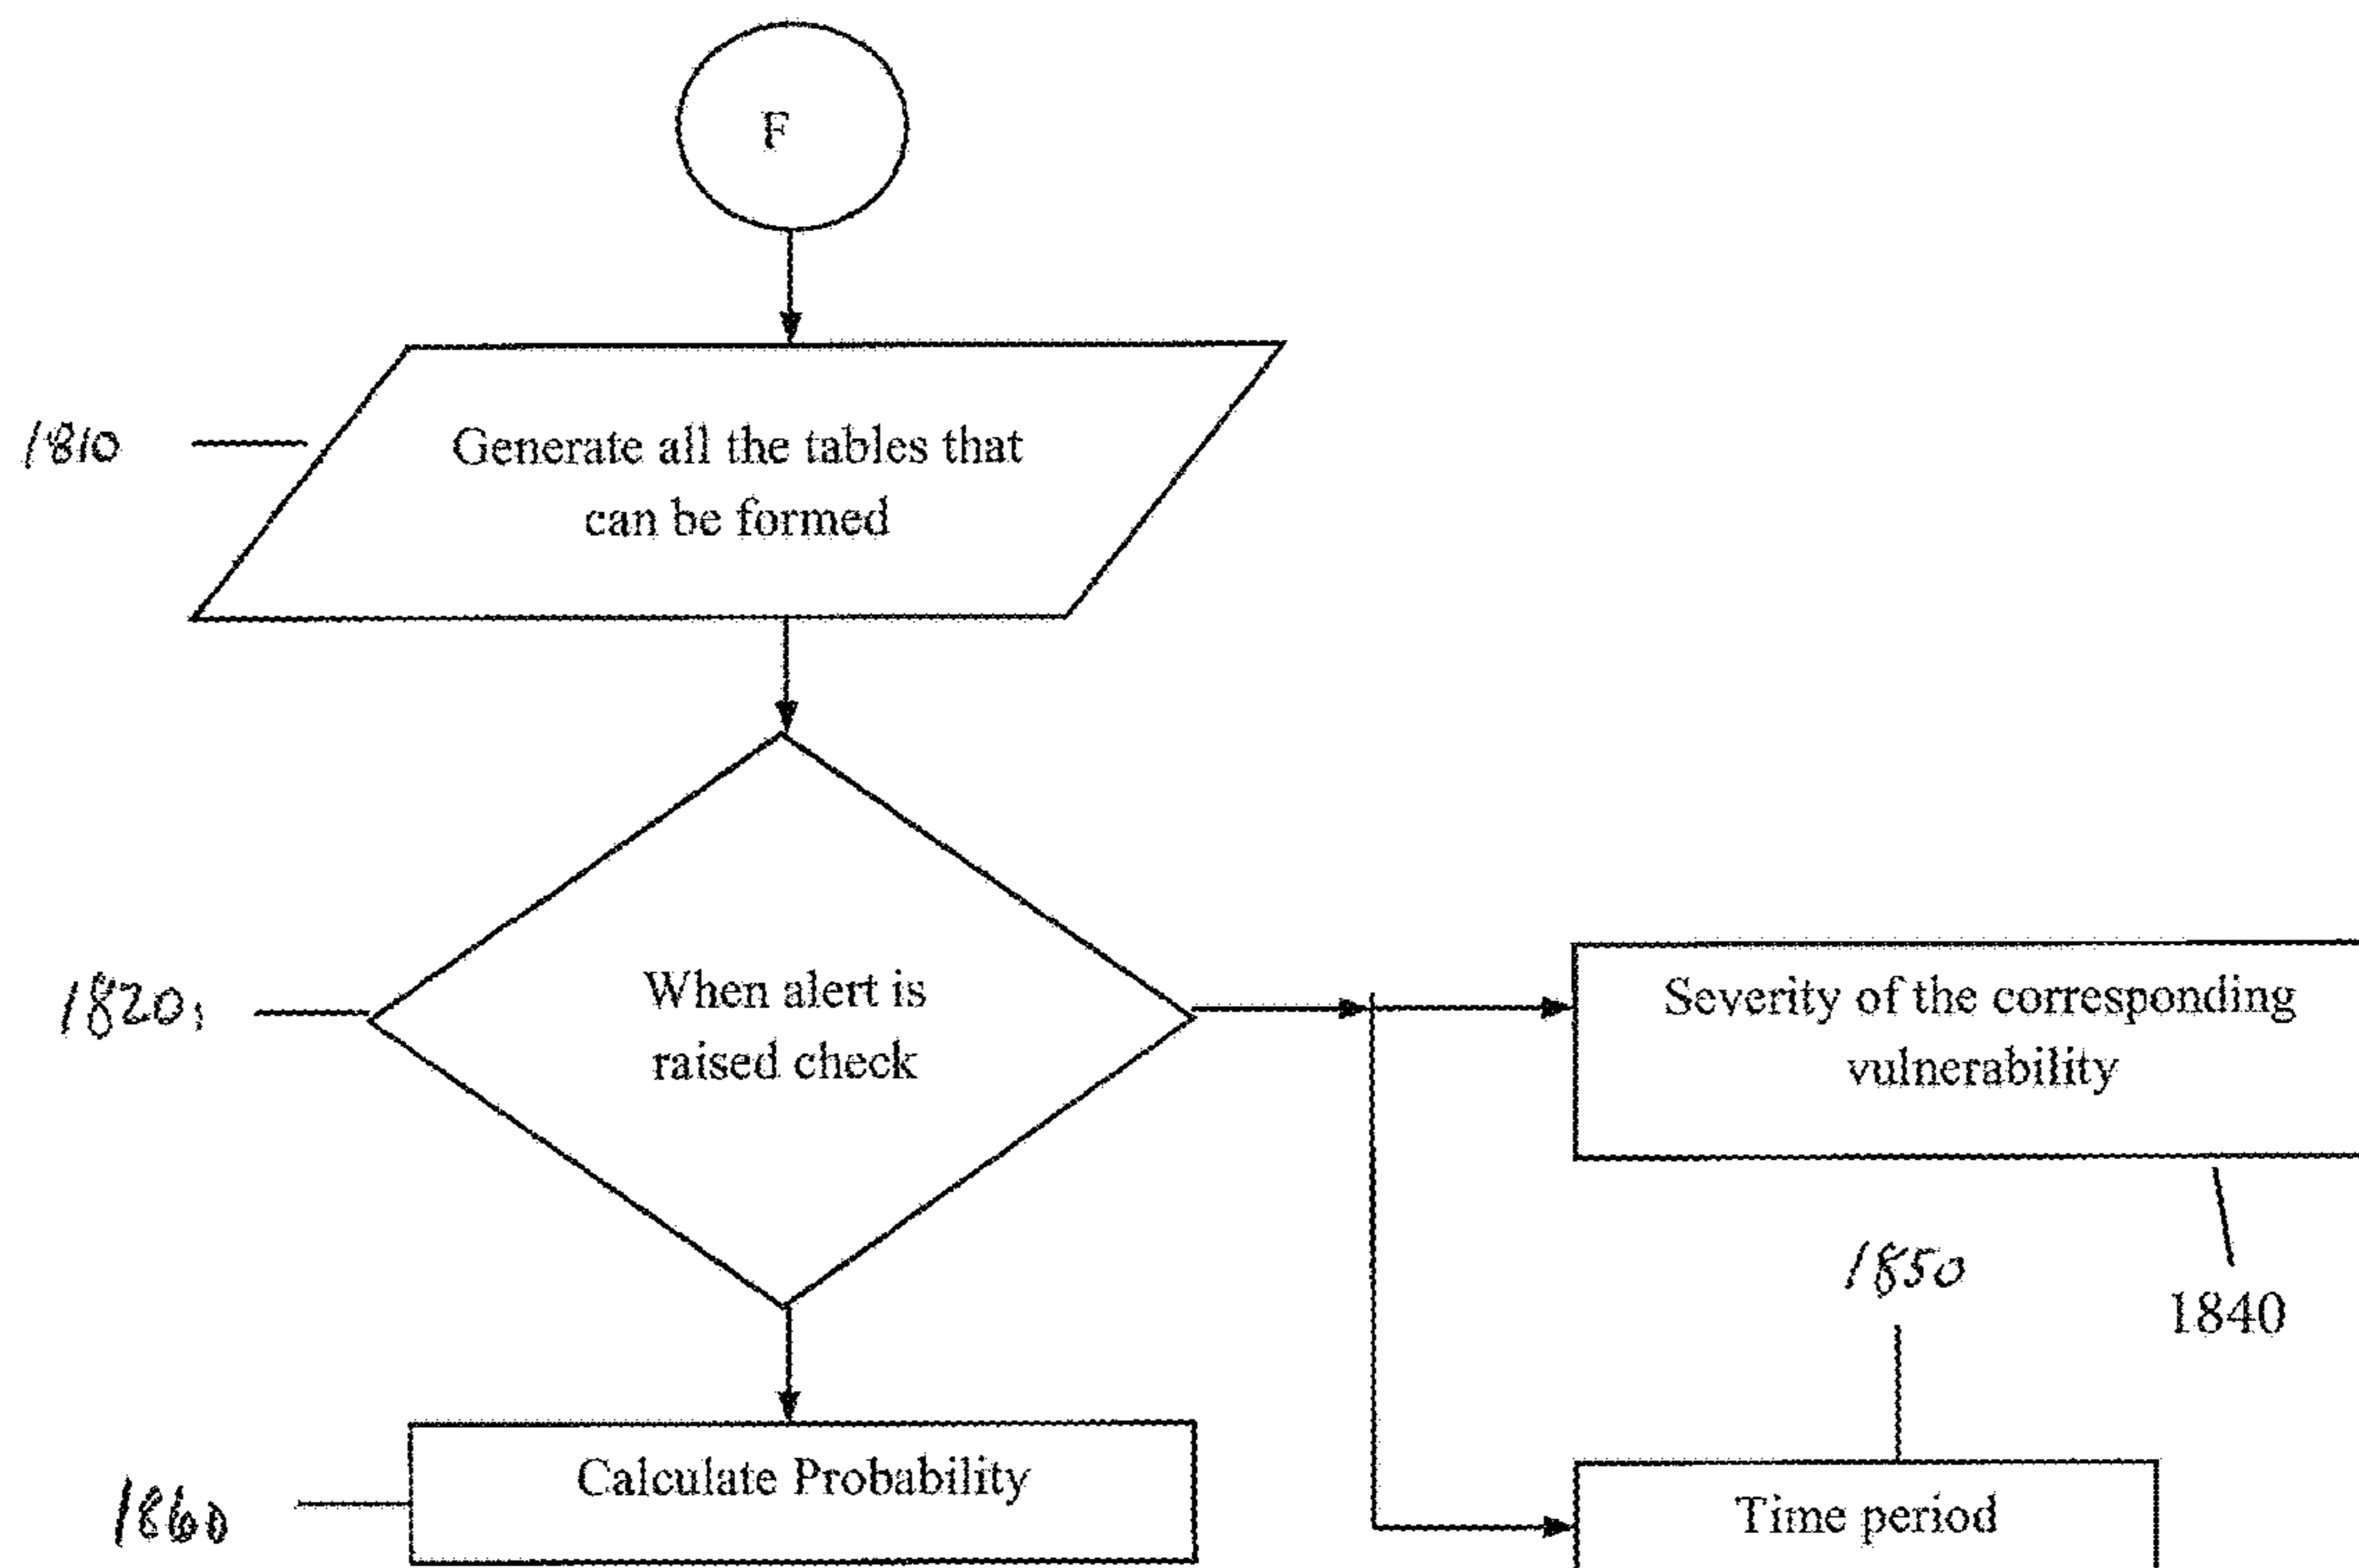 F
1810
Generate all the tables that
can be formed
1820
When alert is
raised check
Severity of the corresponding
vulnerability
1850
1840
1860
Calculate Probability
Time period